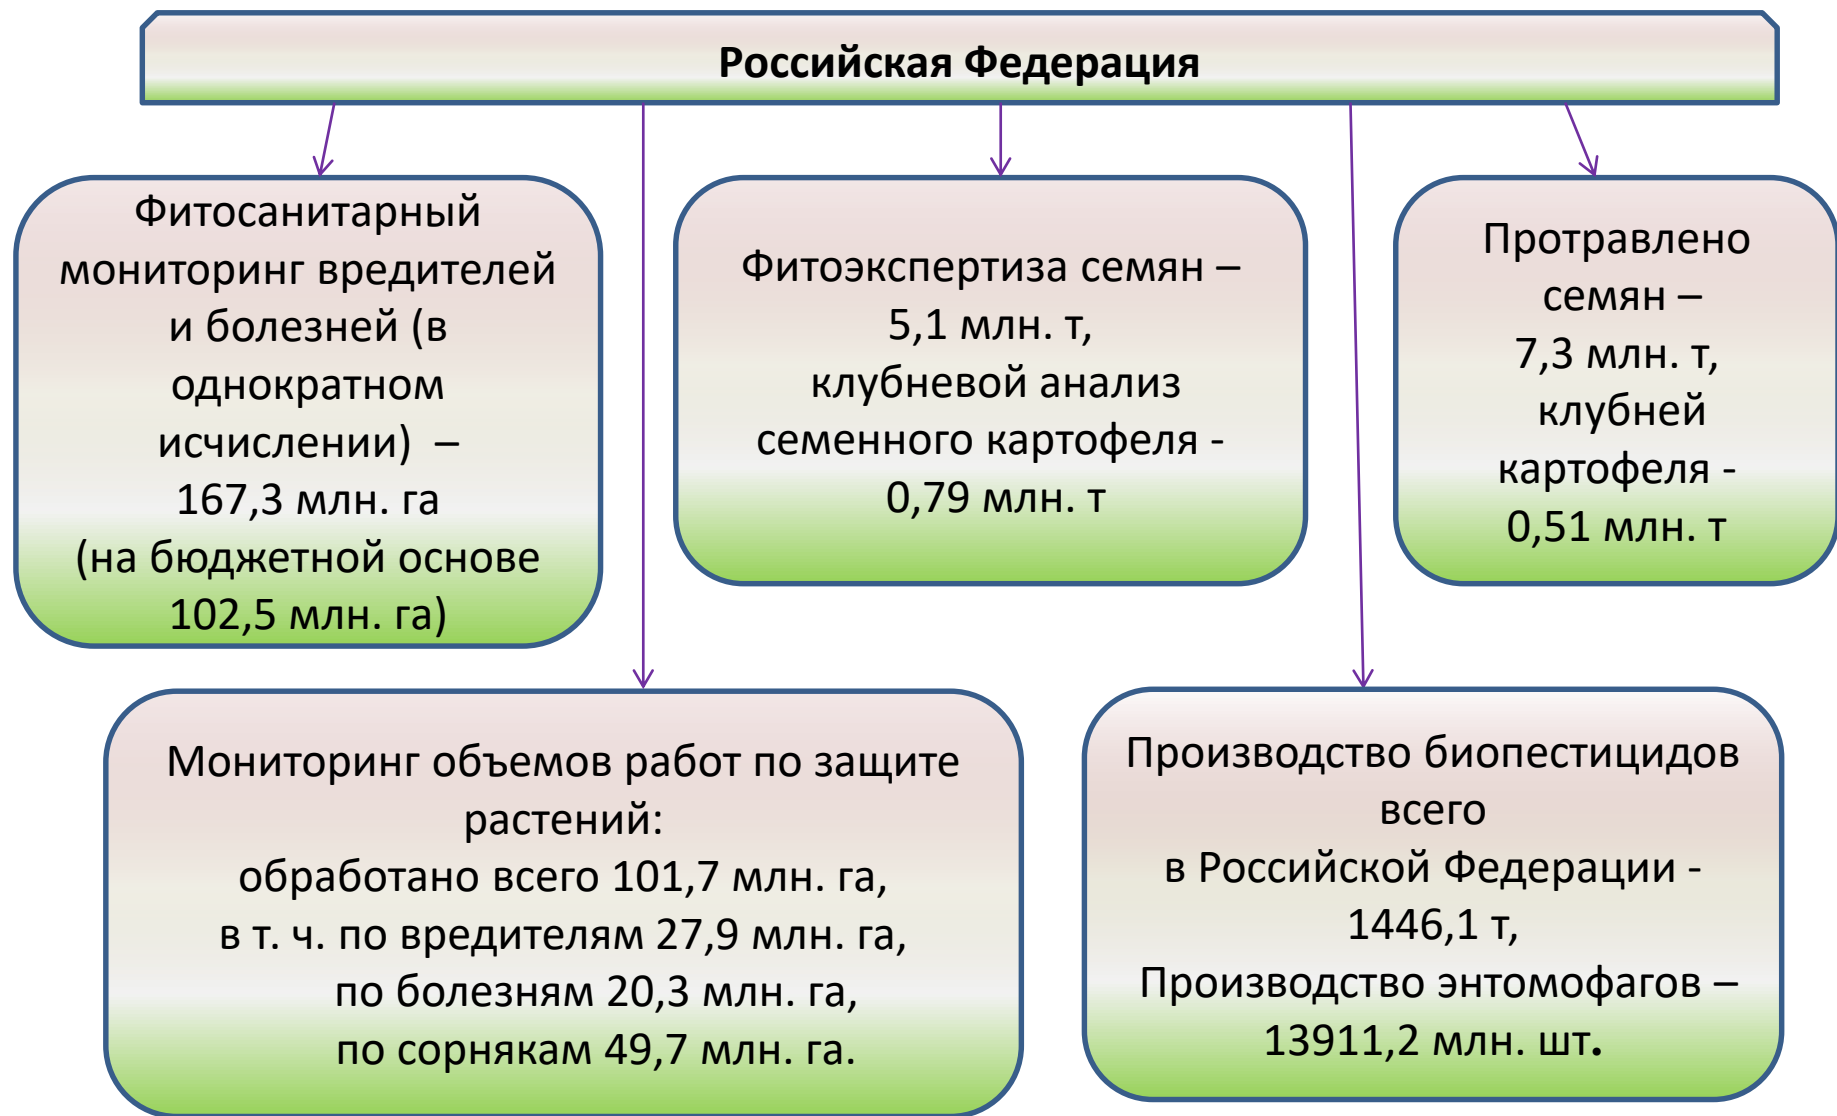 Российская Федерация
Фитосанитарный
мониторинг вредителей
и болезней (в
однократном
исчислении) –
167,3 млн. га
(на бюджетной основе
102,5 млн. га)
Фитоэкспертиза семян –
5,1 млн. т,
клубневой анализ
семенного картофеля -
0,79 млн. т
Протравлено
семян –
7,3 млн. т,
клубней
картофеля -
0,51 млн. т
Мониторинг объемов работ по защите
растений:
обработано всего 101,7 млн. га,
в т. ч. по вредителям 27,9 млн. га,
по болезням 20,3 млн. га,
по сорнякам 49,7 млн. га.
Производство биопестицидов
всего
в Российской Федерации -
1446,1 т,
Производство энтомофагов –
13911,2 млн. шт.